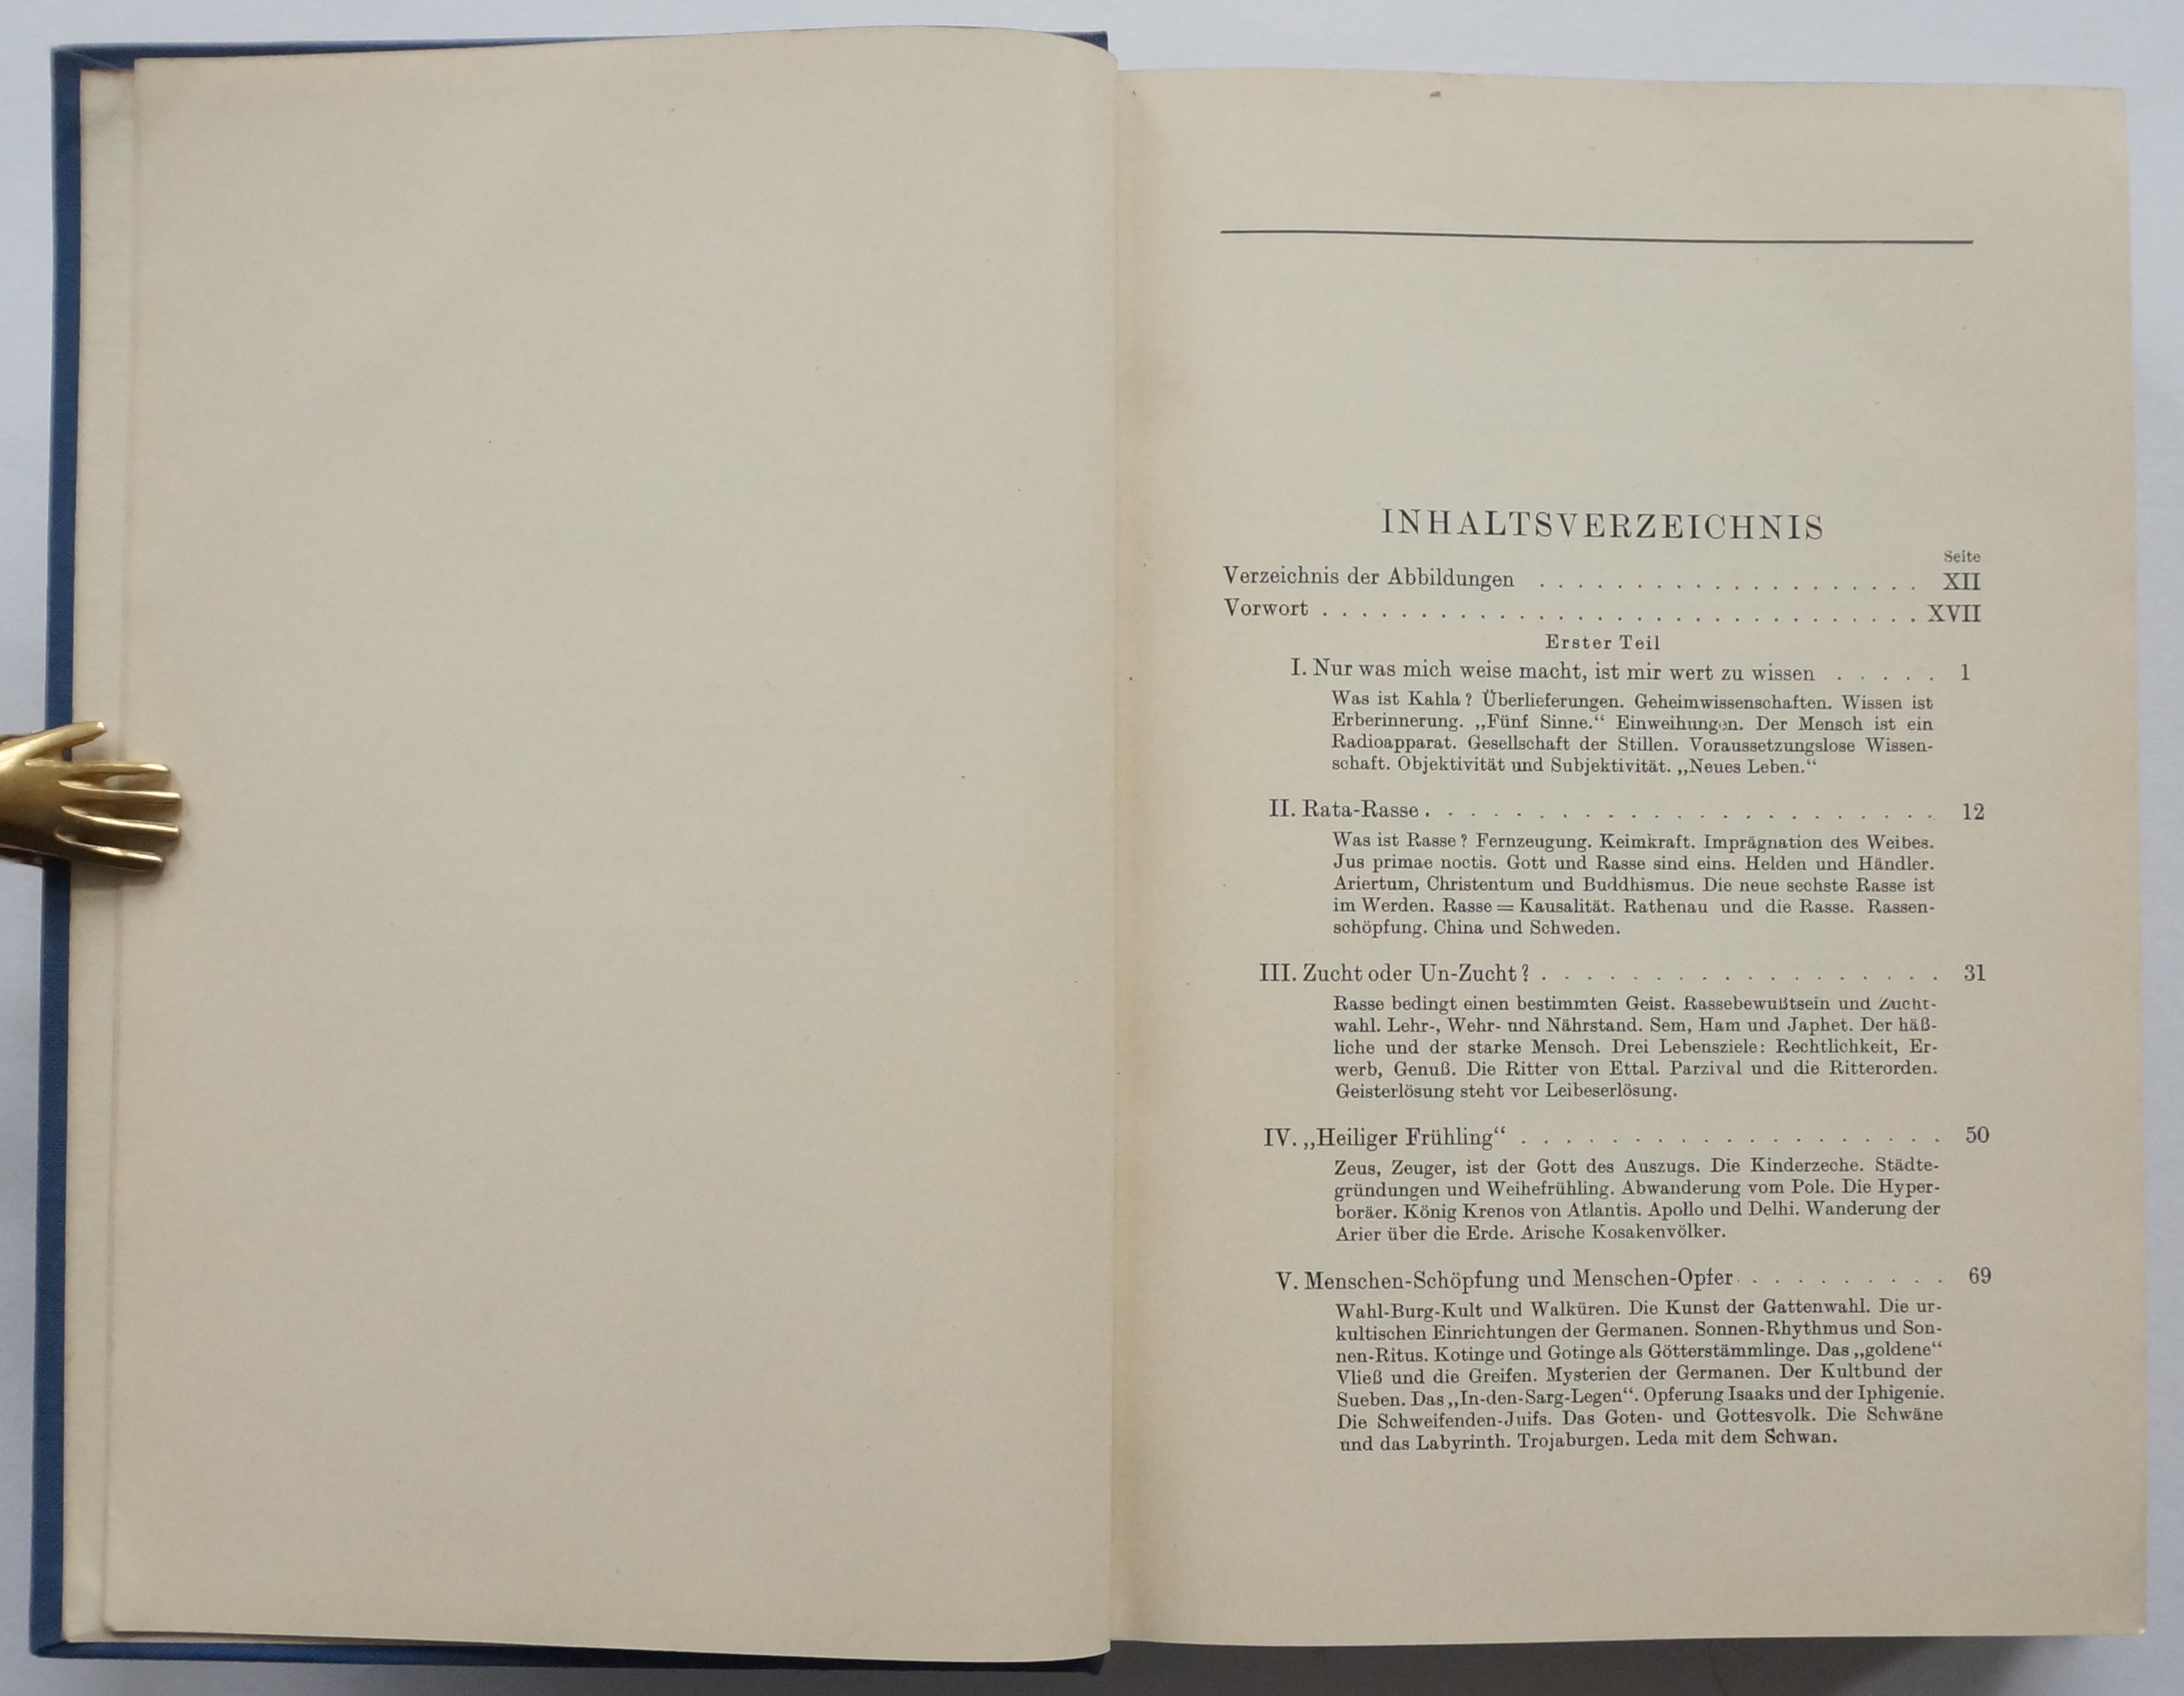 INHALTSVERZEICHNIS
Seite
Verzeichnis der Abbildungen . . . . . . . . . . . . . . . . . . . XII
Vorwort . . . . . . . . . . . . . . . . . . . . . . . . . . . . . . . XVII
Erster Teil
I. Nur was mich weise macht, ist mir wert zu wissen . . . . . 1
Was ist Kahla? Überlieferungen. Geheimwissenschaften. Wissen ist
Erberinnerung. „Fünf Sinne.“ Einweihungen. Der Mensch ist ein
Radioapparat. Gesellschaft der Stillen. Voraussetzungslose Wissen-
schaft. Objektivität und Subjektivität. „Neues Leben.“
II. Rata-Rasse . . . . . . . . . . . . . . . . . . . . . . . 12
Was ist Rasse? Fernzeugung. Keimkraft. Imprägnation des Weibes.
Jus primae noctis. Gott und Rasse sind eins. Helden und Händler.
Ariertum, Christentum und Buddhismus. Die neue sechste Rasse ist
im Werden. Rasse = Kausalität. Rathenau und die Rasse. Rassen-
schöpfung. China und Schweden.
III. Zucht oder Un-Zucht? . . . . . . . . . . . . . . . . . . 31
Rasse bedingt einen bestimmten Geist. Rassebewußtsein und Zucht-
wahl. Lehr-, Wehr- und Nährstand. Sem, Ham und Japhet. Der häß-
liche und der starke Mensch. Drei Lebensziele: Rechtlichkeit, Er-
werb, Genuß. Die Ritter von Ettal. Parzival und die Ritterorden.
Geisterlösung steht vor Leibeserlösung.
IV. „Heiliger Frühling“ . . . . . . . . . . . . . . . . . . . 50
Zeus, Zeuger, ist der Gott des Auszugs. Die Kinderzeche. Städte-
gründungen und Weihefrühling. Abwanderung vom Pole. Die Hyper-
boräer. König Krenos von Atlantis. Apollo und Delhi. Wanderung der
Arier über die Erde. Arische Kosakenvölker.
V. Menschen-Schöpfung und Menschen-Opfer . . . . . . . . . . 69
Wahl-Burg-Kult und Walküren. Die Kunst der Gattenwahl. Die ur-
kultischen Einrichtungen der Germanen. Sonnen-Rhythmus und Son-
nen-Ritus. Kotinge und Gotinge als Götterstämmlinge. Das „goldene“
Vließ und die Greifen. Mysterien der Germanen. Der Kultbund der
Sueben. Das „In-den-Sarg-Legen“. Opferung Isaaks und der Iphigenie.
Die Schweifenden-Juifs. Das Goten- und Gottesvolk. Die Schwäne
und das Labyrinth. Trojaburgen. Leda mit dem Schwan.